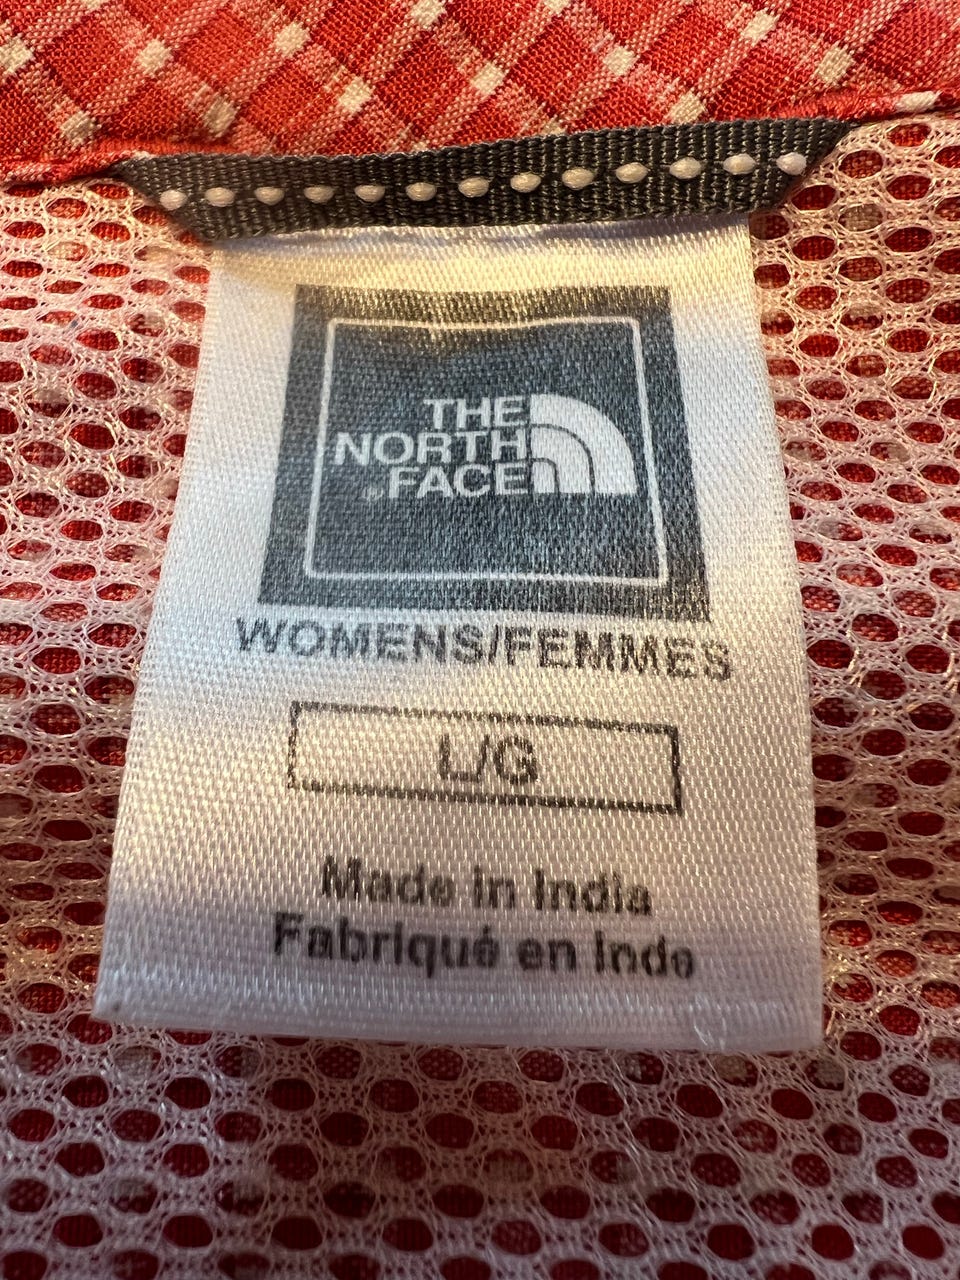 THE
NORTH
® FACE
WOMENS/FEMMES
L/G
Made in India
Fabriqué en Inde